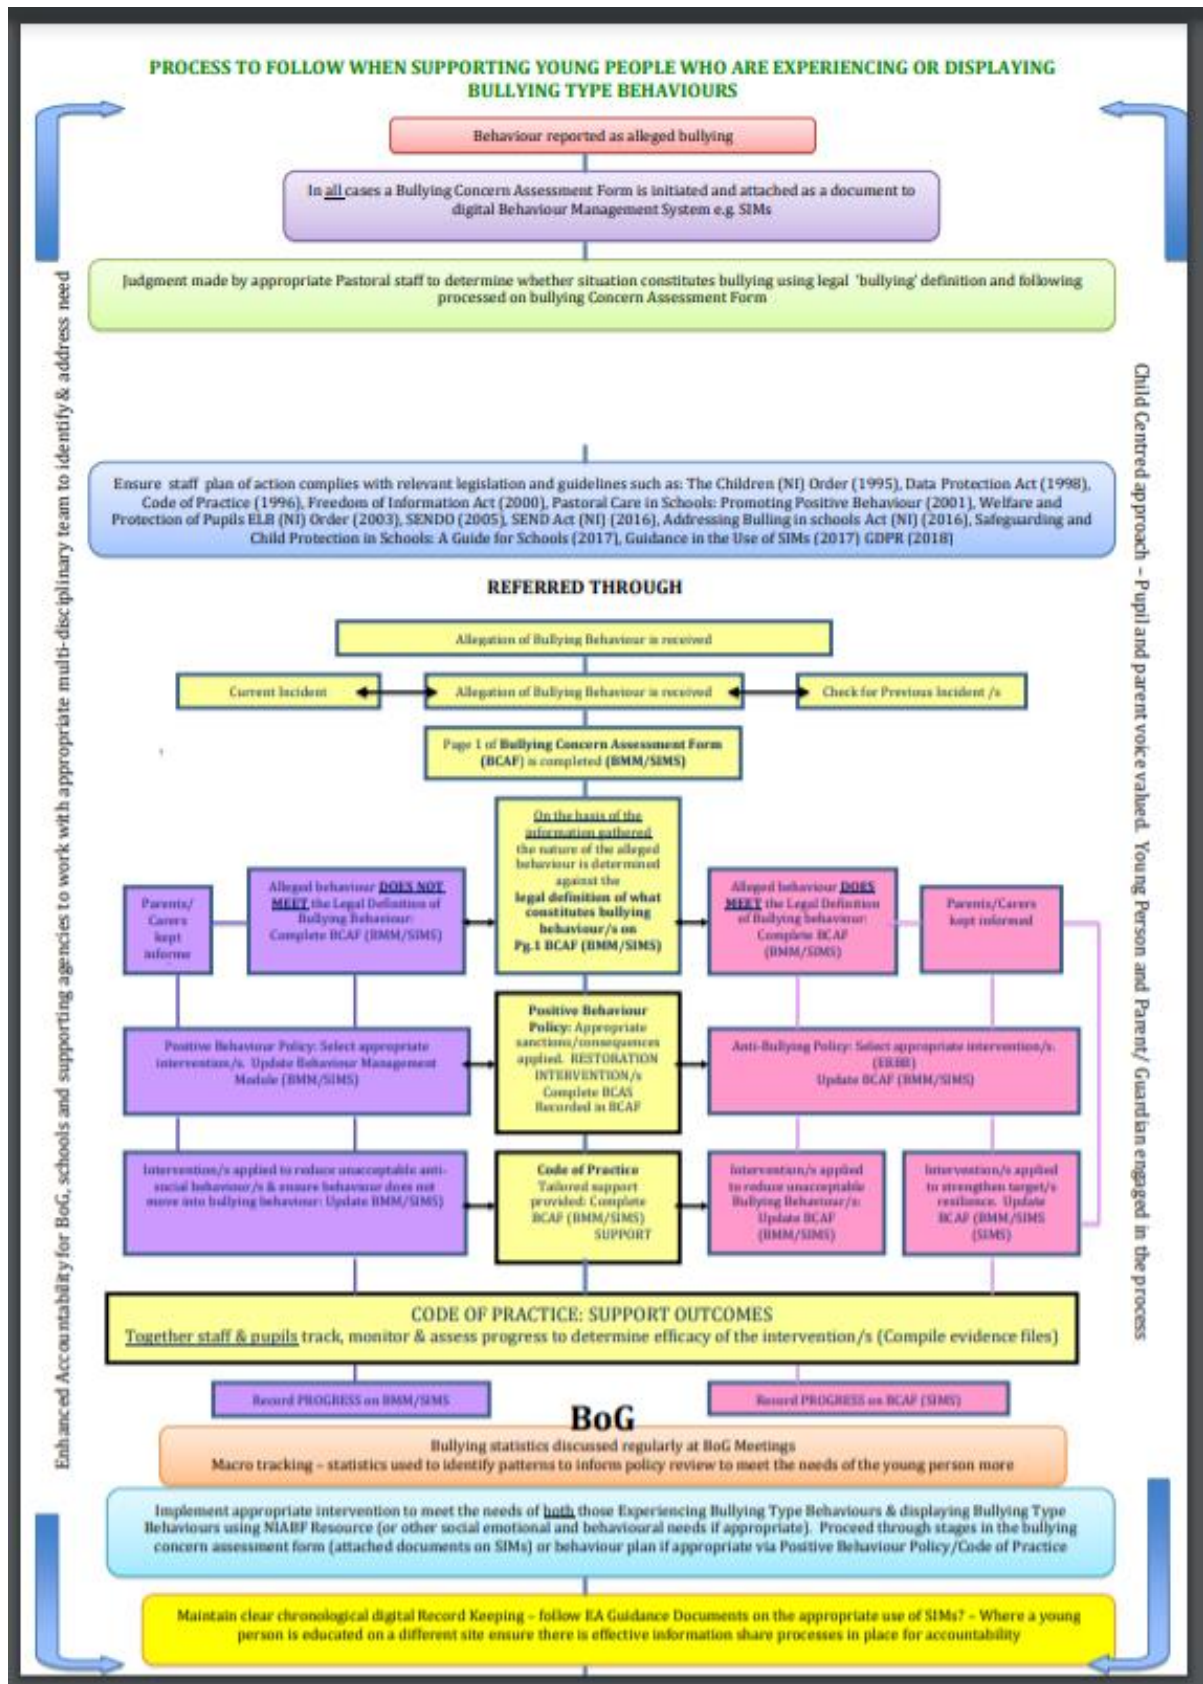 PROCESS TO FOLLOW WHEN SUPPORTING YOUNG PEOPLE WHO ARE EXPERIENCING OR DISPLAYING
BULLYING TYPE BEHAVIOURS
Behaviour reported as alleged bullying
In all cases a Bullying Concern Assessment Form is initiated and attached as a document to
digital Behaviour Management System e.g. SIMs
Judgment made by appropriate Pastoral staff to determine whether situation constitutes bullying using legal 'bullying' definition and following
processed on bullying Concern Assessment Form
Enhanced Accountability for BoG, schools and supporting agencies to work with appropriate multi-disciplinary team to identify & address need
Child Centred approach – Pupil and parent voice valued. Young Person and Parent/ Guardian engaged in the process
Ensure staff plan of action complies with relevant legislation and guidelines such as: The Children (NI) Order (1995), Data Protection Act (1998),
Code of Practice (1996), Freedom of Information Act (2000), Pastoral Care in Schools: Promoting Positive Behaviour (2001), Welfare and
Protection of Pupils ELB (NI) Order (2003), SENDO (2005), SEND Act (NI) (2016), Addressing Bulling in schools Act (NI) (2016), Safeguarding and
Child Protection in Schools: A Guide for Schools (2017), Guidance in the Use of SIMs (2017) GDPR (2018)
REFERRED THROUGH
Allegation of Bullying Behaviour is received
Current Incident
Allegation of Bullying Behaviour is received
Check for Previous Incident /s
Page 1 of Bullying Concern Assessment Form
(BCAF) is completed (BMM/SIMS)
Parents/
Carers
kept
informe
Alleged behaviour DOES NOT
MEET the Legal Definition of
Bullying Behaviour:
Complete BCAF (BMM/SIMS)
On the basis of the
information gathered
the nature of the alleged
behaviour is determined
against the
legal definition of what
constitutes bullying
behaviour/s on
Pg.1 BCAF (BMM/SIMS)
Alleged behaviour DOES
MEET the Legal Definition
of Bullying behaviour:
Complete BCAF
(BMM/SIMS)
Parents/Carers
kept informed
Positive Behaviour Policy: Select appropriate
intervention/s. Update Behaviour Management
Module (BMM/SIMS)
Positive Behaviour
Policy: Appropriate
sanctions/consequences
applied. RESTORATION
INTERVENTION/s
Complete BCAS
Recorded in BCAF
Anti-Bullying Policy: Select appropriate intervention/s.
Update BCAF (BMM/SIMS)
Intervention/s applied to reduce unacceptable anti-
social behaviour/s & ensure behaviour does not
move into bullying behaviour: Update BMM/SIMS)
Code of Practice
Tailored support
provided: Complete
BCAF (BMM/SIMS)
SUPPORT
Intervention/s applied
to reduce unacceptable
Bullying Behaviour/s:
Update BCAF
(BMM/SIMS)
Intervention/s applied
to strengthen target/s
resilience. Update
BCAF (BMM/SIMS
(SIMS)
CODE OF PRACTICE: SUPPORT OUTCOMES
Together staff & pupils track, monitor & assess progress to determine efficacy of the intervention/s (Compile evidence files)
Record PROGRESS on BMM/SIMS
Record PROGRESS on BCAF (SIMS)
BoG
Bullying statistics discussed regularly at BoG Meetings
Macro tracking – statistics used to identify patterns to inform policy review to meet the needs of the young person more
Implement appropriate intervention to meet the needs of both those Experiencing Bullying Type Behaviours & displaying Bullying Type
Behaviours using NIABF Resource (or other social emotional and behavioural needs if appropriate). Proceed through stages in the bullying
concern assessment form (attached documents on SIMs) or behaviour plan if appropriate via Positive Behaviour Policy/Code of Practice
Maintain clear chronological digital Record Keeping – follow EA Guidance Documents on the appropriate use of SIMs? – Where a young
person is educated on a different site ensure there is effective information share processes in place for accountability